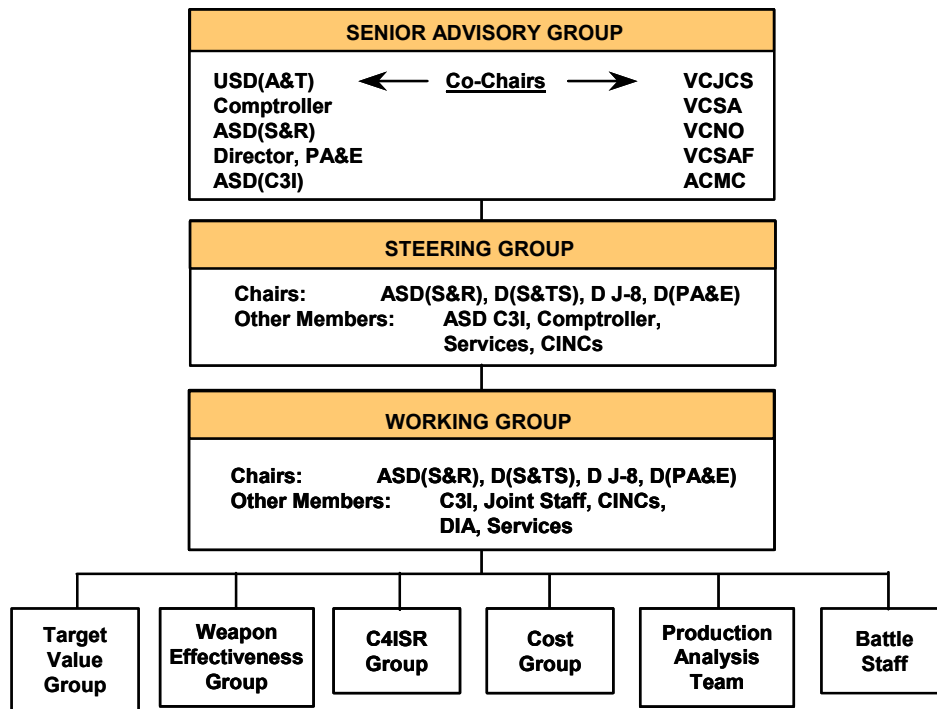 SENIOR ADVISORY GROUP
USD(A&T) Co-Chairs VCJCS
Comptroller VCSA
ASD(S&R) VCNO
Director, PA&E VCSAF
ASD(C3I) ACMC
STEERING GROUP
Chairs: ASD(S&R), D(S&TS), D J-8, D(PA&E)
Other Members: ASD C3I, Comptroller,
Services, CINCs
WORKING GROUP
Chairs: ASD(S&R), D(S&TS), D J-8, D(PA&E)
Other Members: C3I, Joint Staff, CINCs,
DIA, Services
Target
Value
Group
Weapon
Effectiveness
Group
C4ISR
Group
Cost
Group
Production
Analysis
Team
Battle
Staff